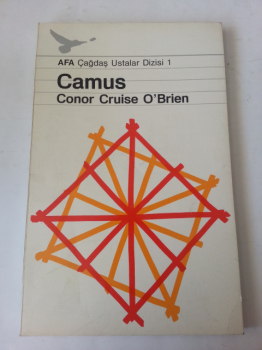 AFA Çağdaş Ustalar Dizisi 1
Camus
Conor Cruise O'Brien